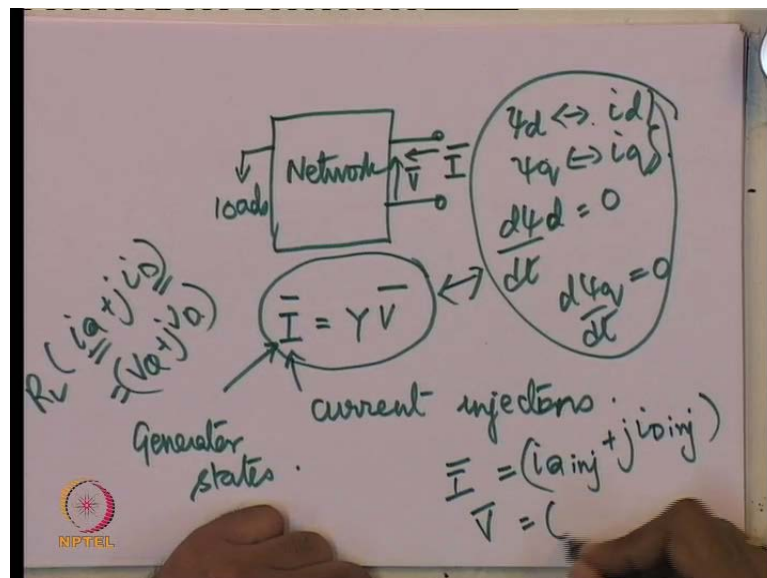 Network
loads
V̄
Ī
ψd ↔ id }
ψq ↔ iq }
dψd/dt = 0
dψq/dt = 0
Ī = Y V̄
RL (iQ + j iD)
= (vQ + j vD)
current injections.
Generator
states.
Ī = (iQ inj + j iD inj)
V̄ = (
NPTEL